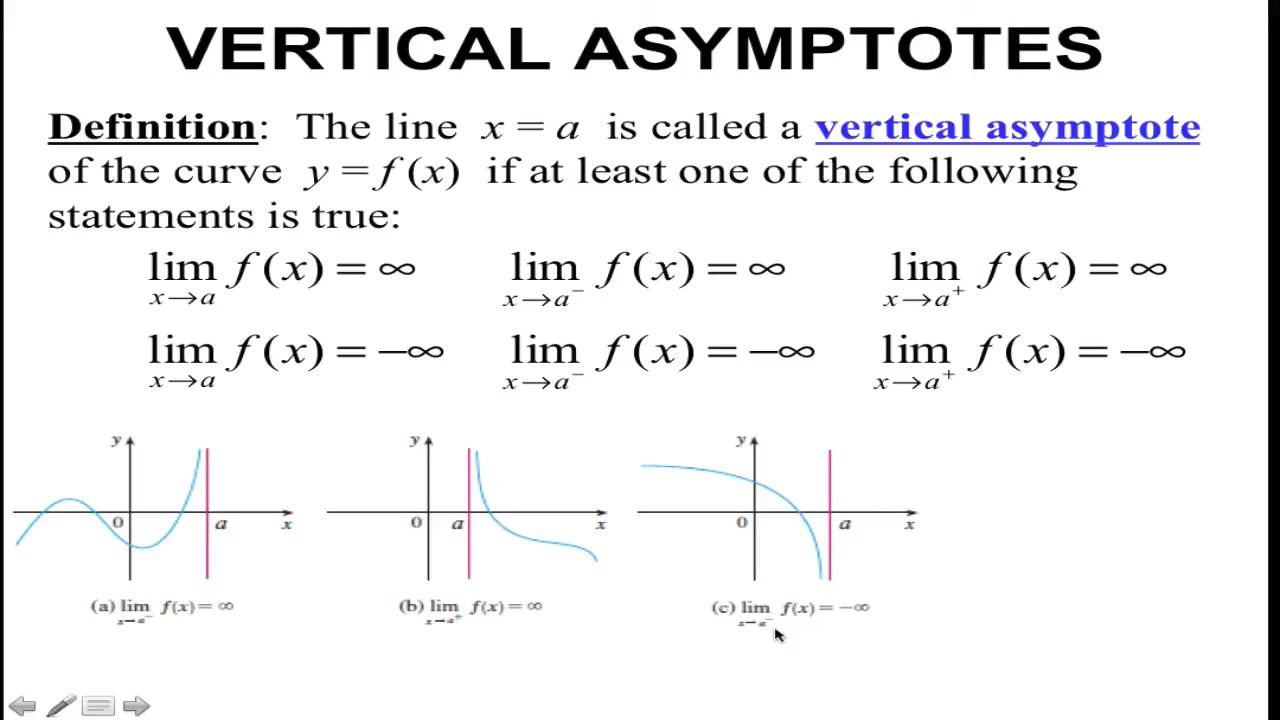 VERTICAL ASYMPTOTES
Definition: The line x = a is called a vertical asymptote
of the curve y = f (x) if at least one of the following
statements is true:
lim x→a f (x) = ∞ lim x→a⁻ f (x) = ∞ lim x→a⁺ f (x) = ∞
lim x→a f (x) = −∞ lim x→a⁻ f (x) = −∞ lim x→a⁺ f (x) = −∞
y y y
0 a x 0 a x 0 a x
(a) lim x→a⁻ f(x) = ∞ (b) lim x→a⁺ f(x) = ∞ (c) lim x→a⁻ f(x) = −∞